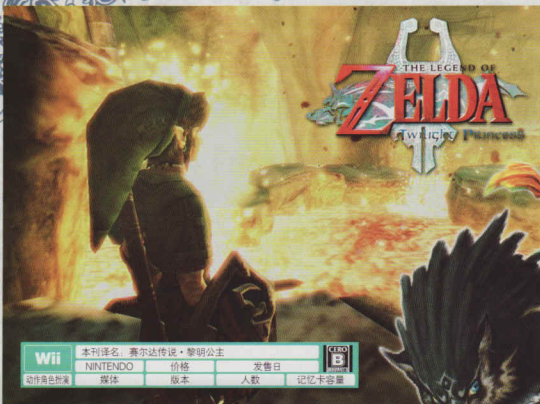 THE LEGEND OF
ZELDA
Twilight Princess
Wii
本刊译名：赛尔达传说·黎明公主
NINTENDO 价格 发售日
CERO
B
动作角色扮演 媒体 版本 人数 记忆卡容量